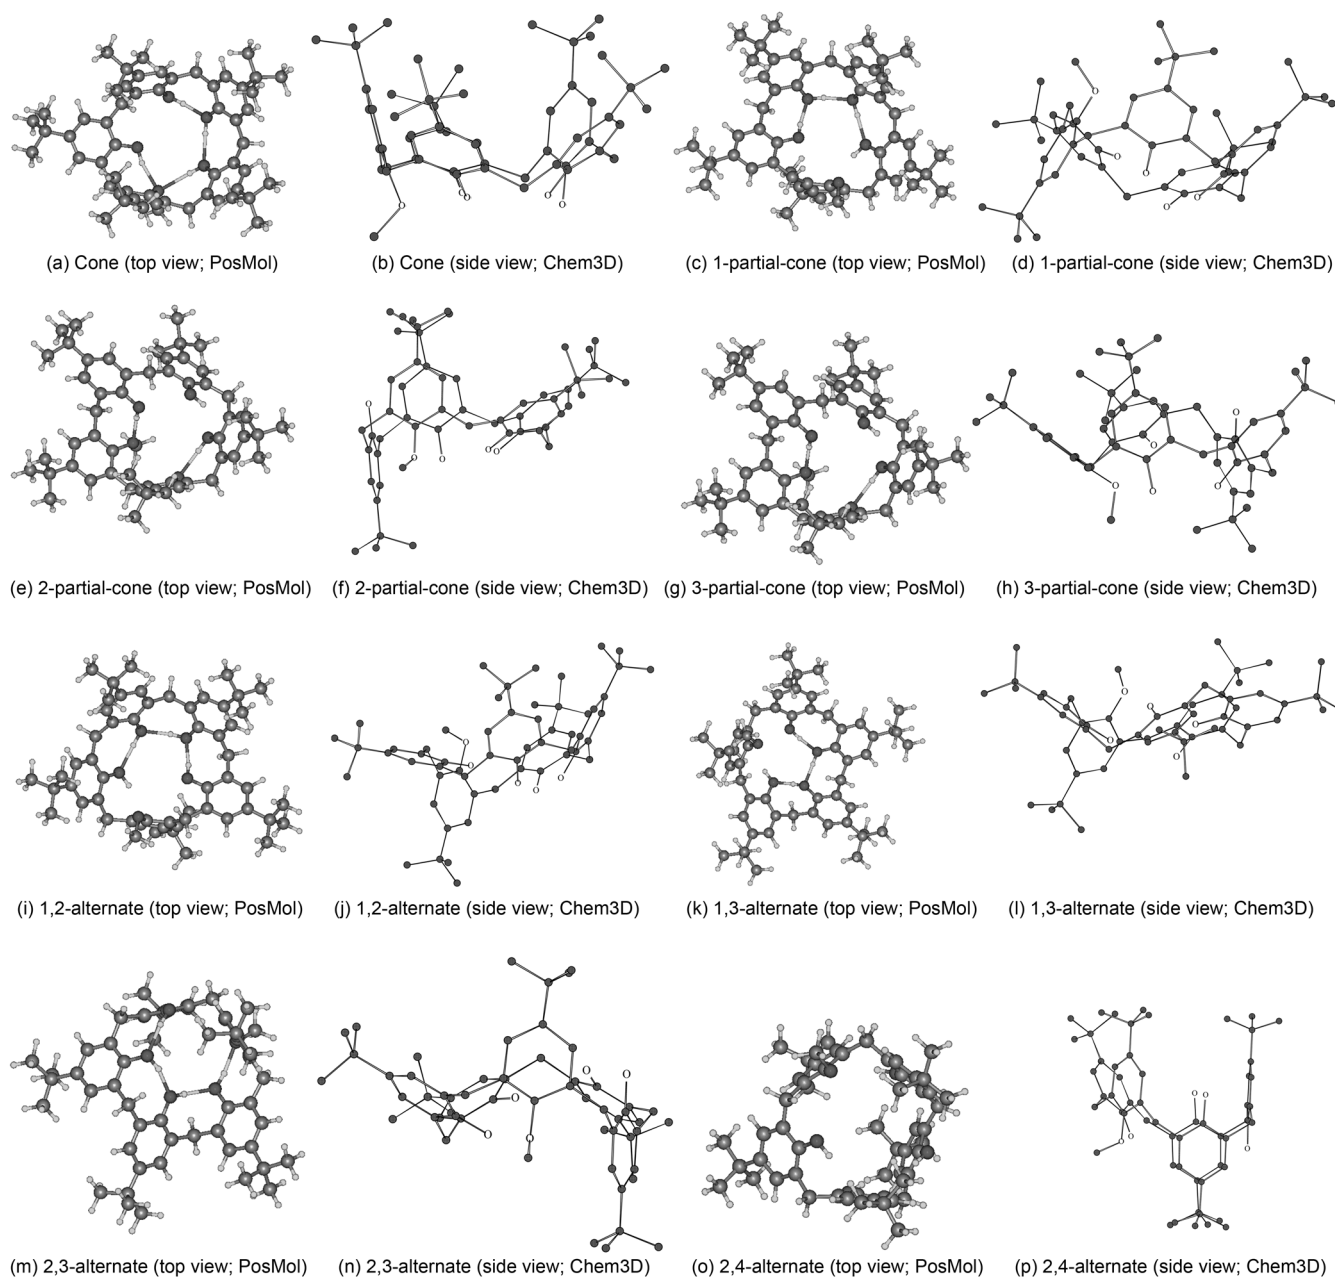 (a) Cone (top view; PosMol) (b) Cone (side view; Chem3D) (c) 1-partial-cone (top view; PosMol) (d) 1-partial-cone (side view; Chem3D)
(e) 2-partial-cone (top view; PosMol) (f) 2-partial-cone (side view; Chem3D) (g) 3-partial-cone (top view; PosMol) (h) 3-partial-cone (side view; Chem3D)
(i) 1,2-alternate (top view; PosMol) (j) 1,2-alternate (side view; Chem3D) (k) 1,3-alternate (top view; PosMol) (l) 1,3-alternate (side view; Chem3D)
(m) 2,3-alternate (top view; PosMol) (n) 2,3-alternate (side view; Chem3D) (o) 2,4-alternate (top view; PosMol) (p) 2,4-alternate (side view; Chem3D)